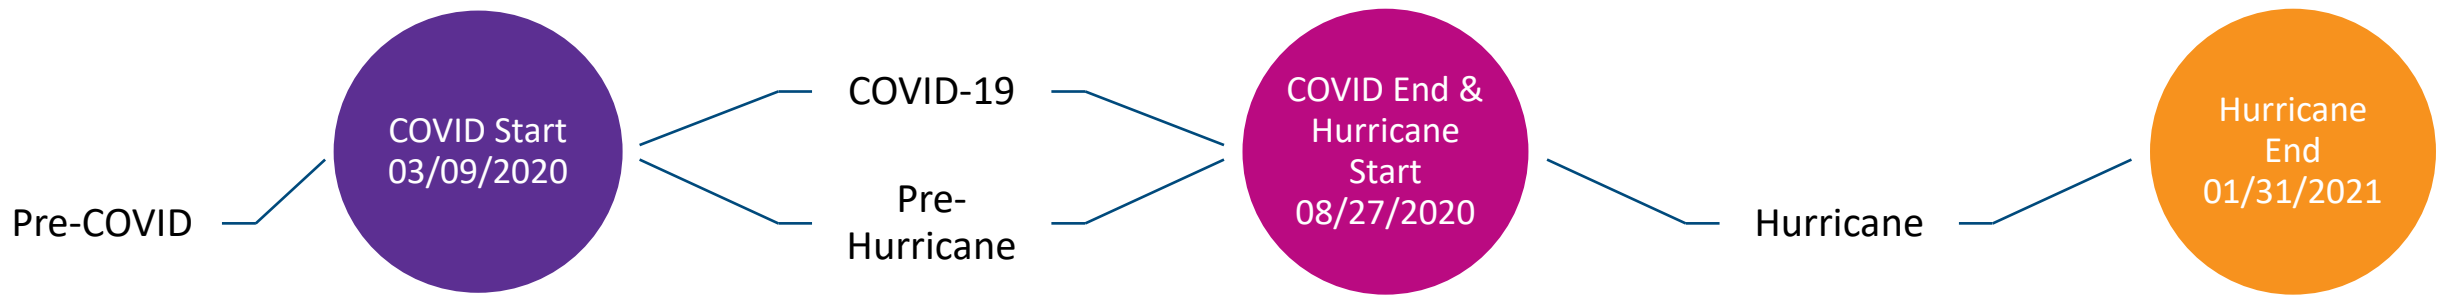 Pre-COVID
COVID Start
03/09/2020
COVID-19
Pre-
Hurricane
COVID End &
Hurricane
Start
08/27/2020
Hurricane
Hurricane
End
01/31/2021